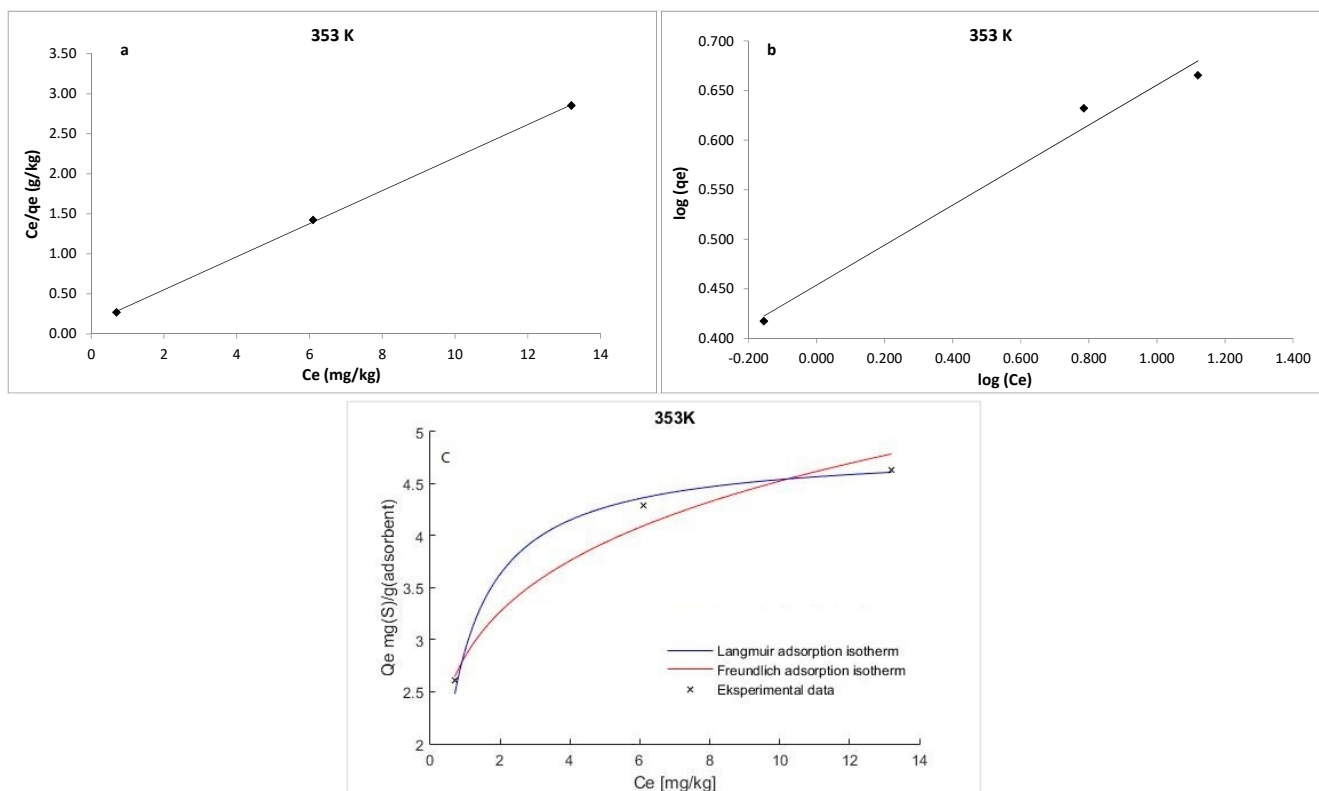 353 K
a
3.50
3.00
2.50
2.00
1.50
1.00
0.50
0.00
Ce/qe (g/kg)
0 2 4 6 8 10 12 14
Ce (mg/kg)
353 K
b
0.700
0.650
0.600
0.550
0.500
0.450
0.400
log (qe)
-0.200 0.000 0.200 0.400 0.600 0.800 1.000 1.200 1.400
log (Ce)
353K
C
5
4.5
4
3.5
3
2.5
2
Qe mg(S)/g(adsorbent)
Langmuir adsorption isotherm
Freundlich adsorption isotherm
Eksperimental data
0 2 4 6 8 10 12 14
Ce [mg/kg]